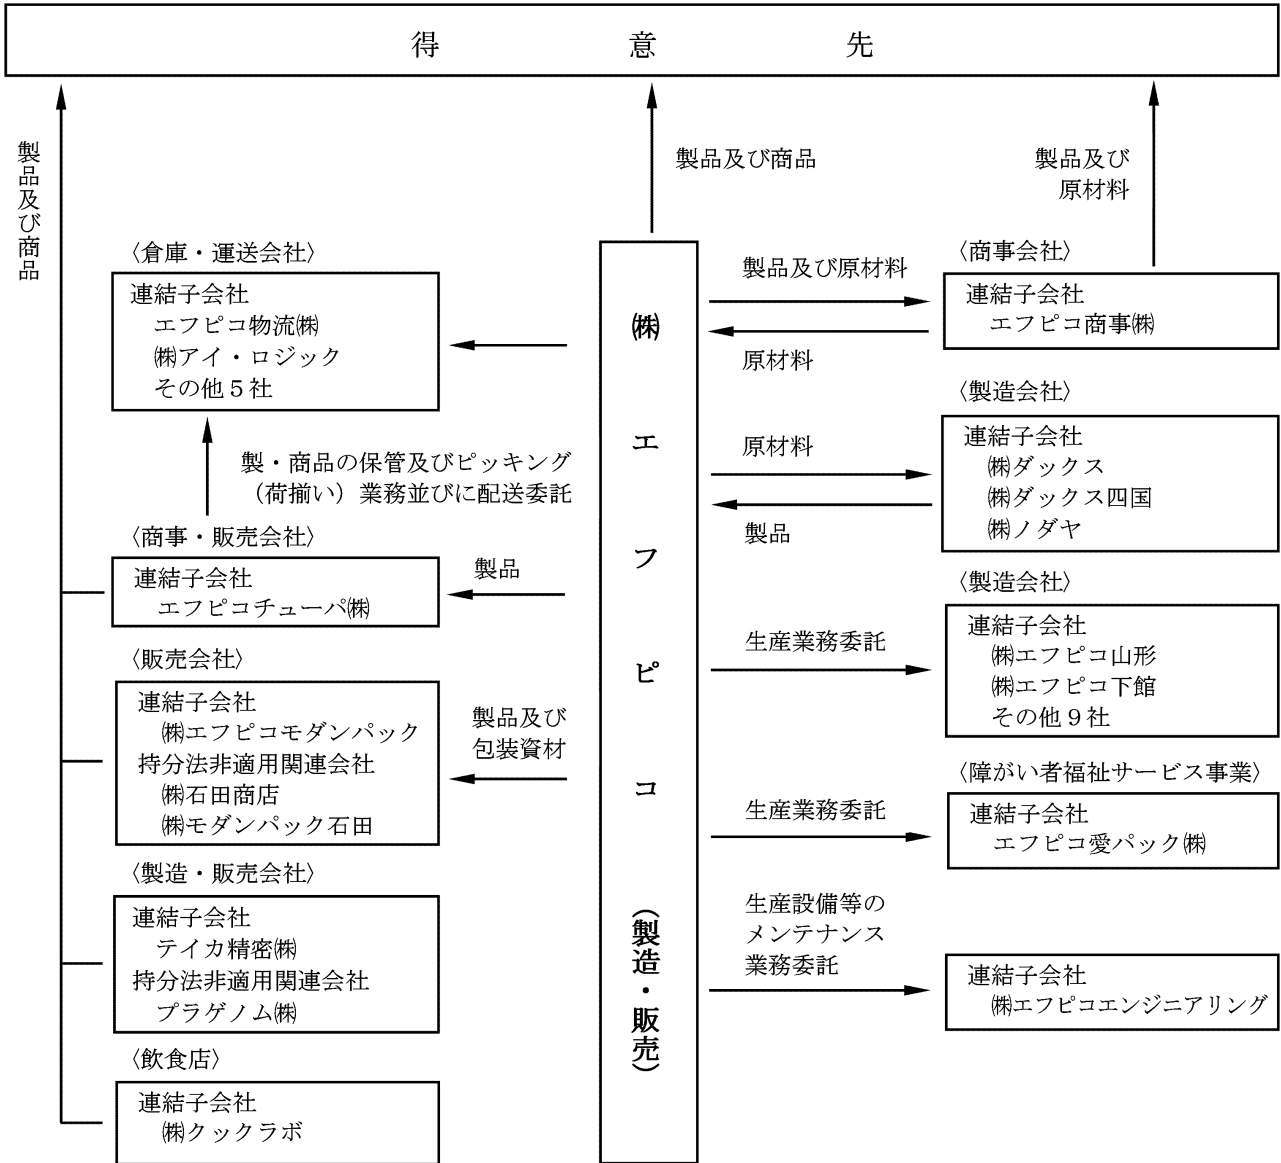 得意先
製品及び商品
製品及び商品
製品及び
原材料
〈倉庫・運送会社〉
連結子会社
エフピコ物流㈱
㈱アイ・ロジック
その他５社
製・商品の保管及びピッキング
（荷揃い）業務並びに配送委託
〈商事・販売会社〉
連結子会社
エフピコチューパ㈱
製品
〈販売会社〉
連結子会社
㈱エフピコモダンパック
持分法非適用関連会社
㈱石田商店
㈱モダンパック石田
製品及び
包装資材
〈製造・販売会社〉
連結子会社
テイカ精密㈱
持分法非適用関連会社
プラゲノム㈱
〈飲食店〉
連結子会社
㈱クックラボ
㈱エフピコ（製造・販売）
製品及び原材料
原材料
〈商事会社〉
連結子会社
エフピコ商事㈱
原材料
製品
〈製造会社〉
連結子会社
㈱ダックス
㈱ダックス四国
㈱ノダヤ
生産業務委託
〈製造会社〉
連結子会社
㈱エフピコ山形
㈱エフピコ下館
その他９社
生産業務委託
〈障がい者福祉サービス事業〉
連結子会社
エフピコ愛パック㈱
生産設備等の
メンテナンス
業務委託
連結子会社
㈱エフピコエンジニアリング